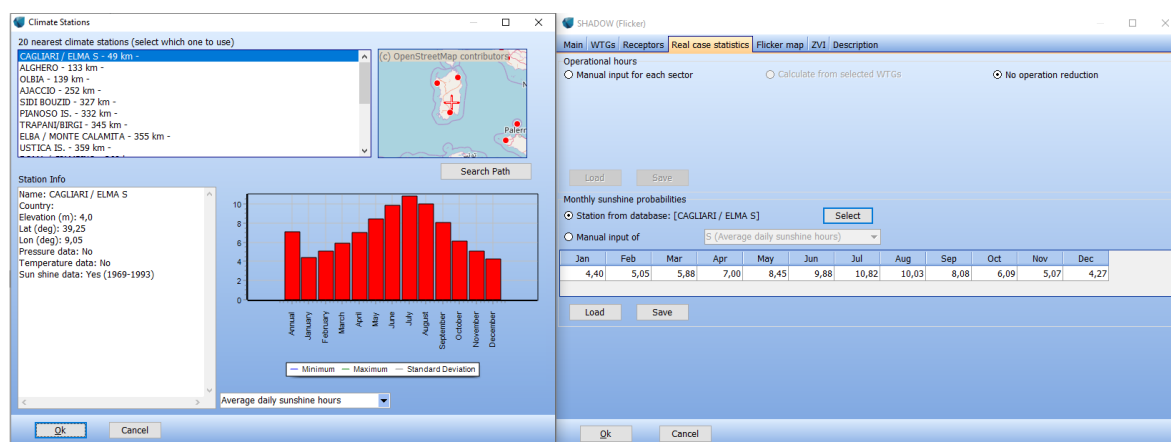 Climate Stations
20 nearest climate stations (select which one to use)
CAGLIARI / ELMA S - 49 km -
ALGHERO - 133 km -
OLBIA - 139 km -
AJACCIO - 252 km -
SIDI BOUZID - 327 km -
PIANOSO IS. - 332 km -
TRAPANI/BIRGI - 345 km -
ELBA / MONTE CALAMITA - 355 km -
USTICA IS. - 359 km -
(c) OpenStreetMap contributors
Palern
Search Path
Station Info
Name: CAGLIARI / ELMA S
Country:
Elevation (m): 4,0
Lat (deg): 39,25
Lon (deg): 9,05
Pressure data: No
Temperature data: No
Sun shine data: Yes (1969-1993)
10
8
6
4
2
0
Annual January February March April May June July August September October November December
Minimum Maximum Standard Deviation
Average daily sunshine hours
Ok Cancel
SHADOW (Flicker)
Main WTGs Receptors Real case statistics Flicker map ZVI Description
Operational hours
Manual input for each sector Calculate from selected WTGs No operation reduction
Load Save
Monthly sunshine probabilities
Station from database: [CAGLIARI / ELMA S] Select
Manual input of S (Average daily sunshine hours)
Jan Feb Mar Apr May Jun Jul Aug Sep Oct Nov Dec
4,40 5,05 5,88 7,00 8,45 9,88 10,82 10,03 8,08 6,09 5,07 4,27
Load Save
Ok Cancel